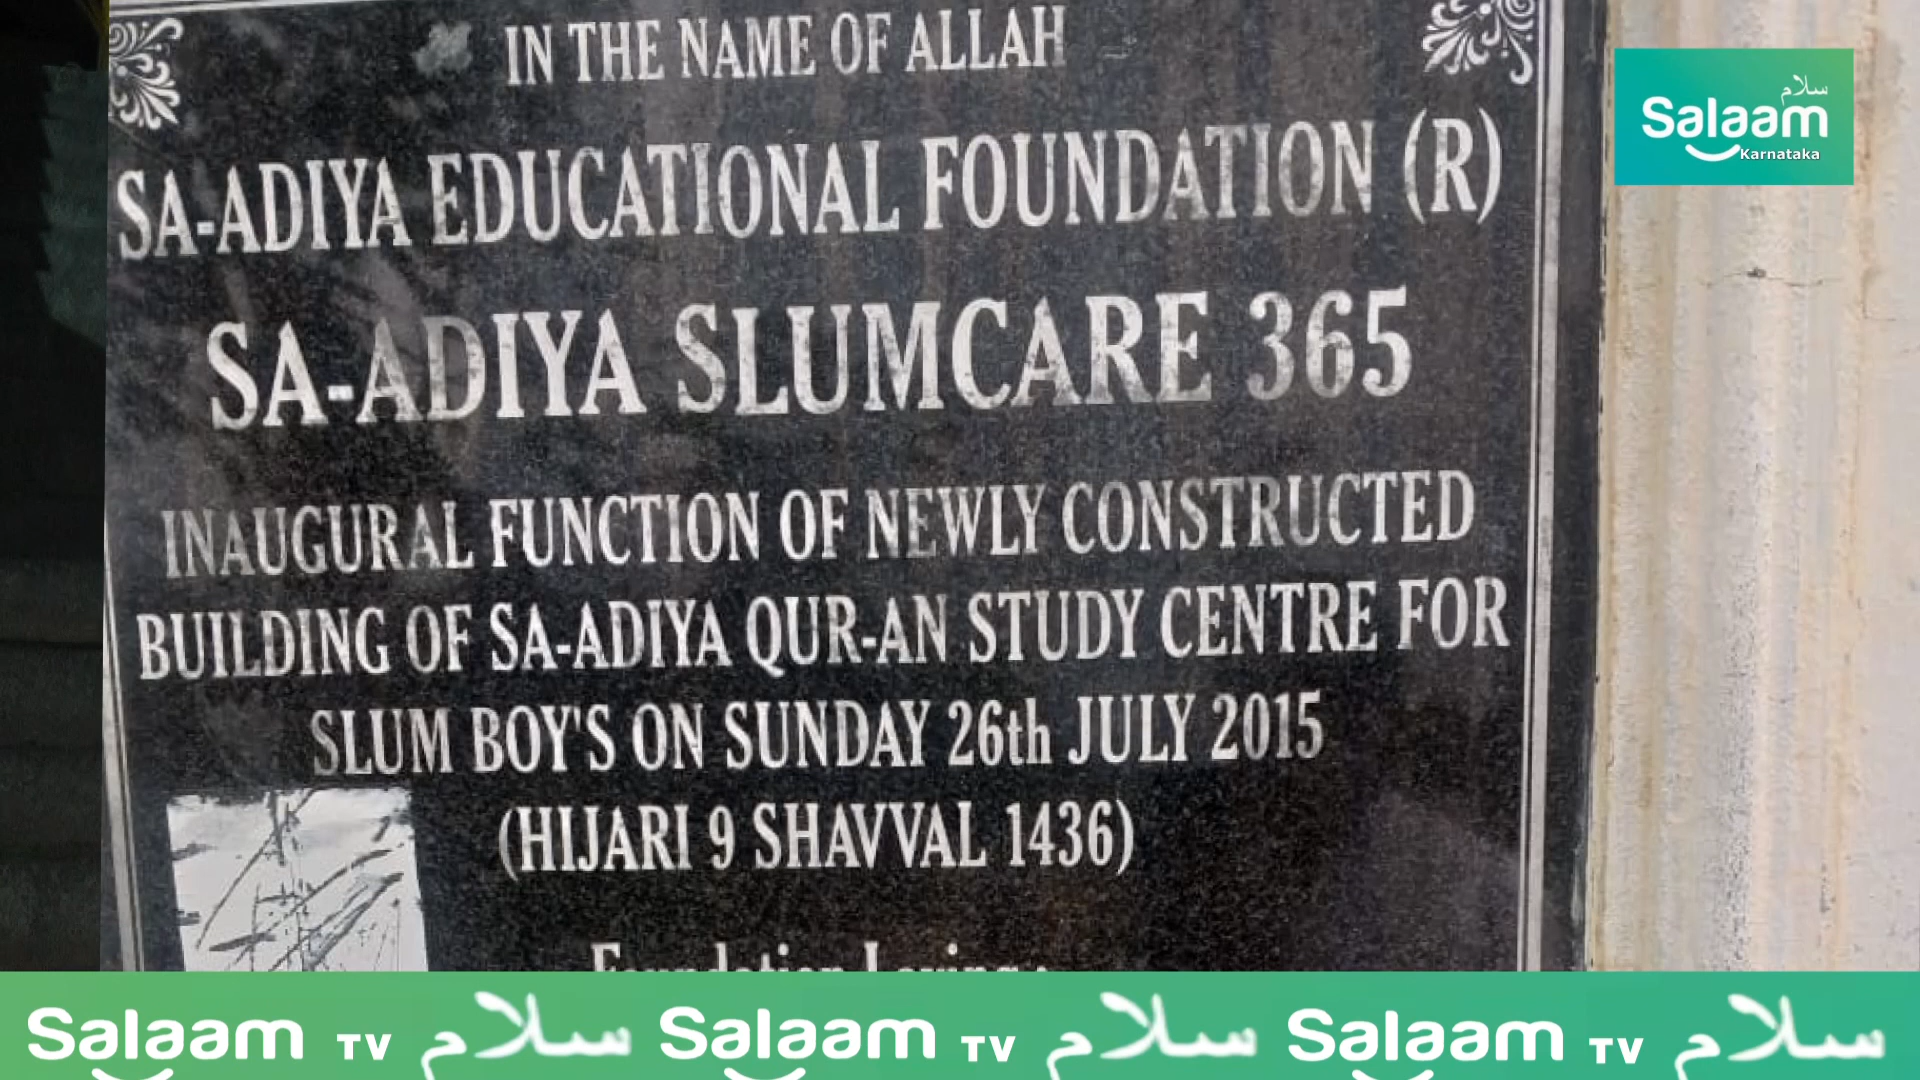 IN THE NAME OF ALLAH
SA-ADIYA EDUCATIONAL FOUNDATION (R)
SA-ADIYA SLUMCARE 365
INAUGURAL FUNCTION OF NEWLY CONSTRUCTED
BUILDING OF SA-ADIYA QUR-AN STUDY CENTRE FOR
SLUM BOY'S ON SUNDAY 26th JULY 2015
(HIJARI 9 SHAVVAL 1436)
Foundation Laying :
سلام
Salaam
Karnataka
Salaam TV سلام Salaam TV سلام Salaam TV سلام